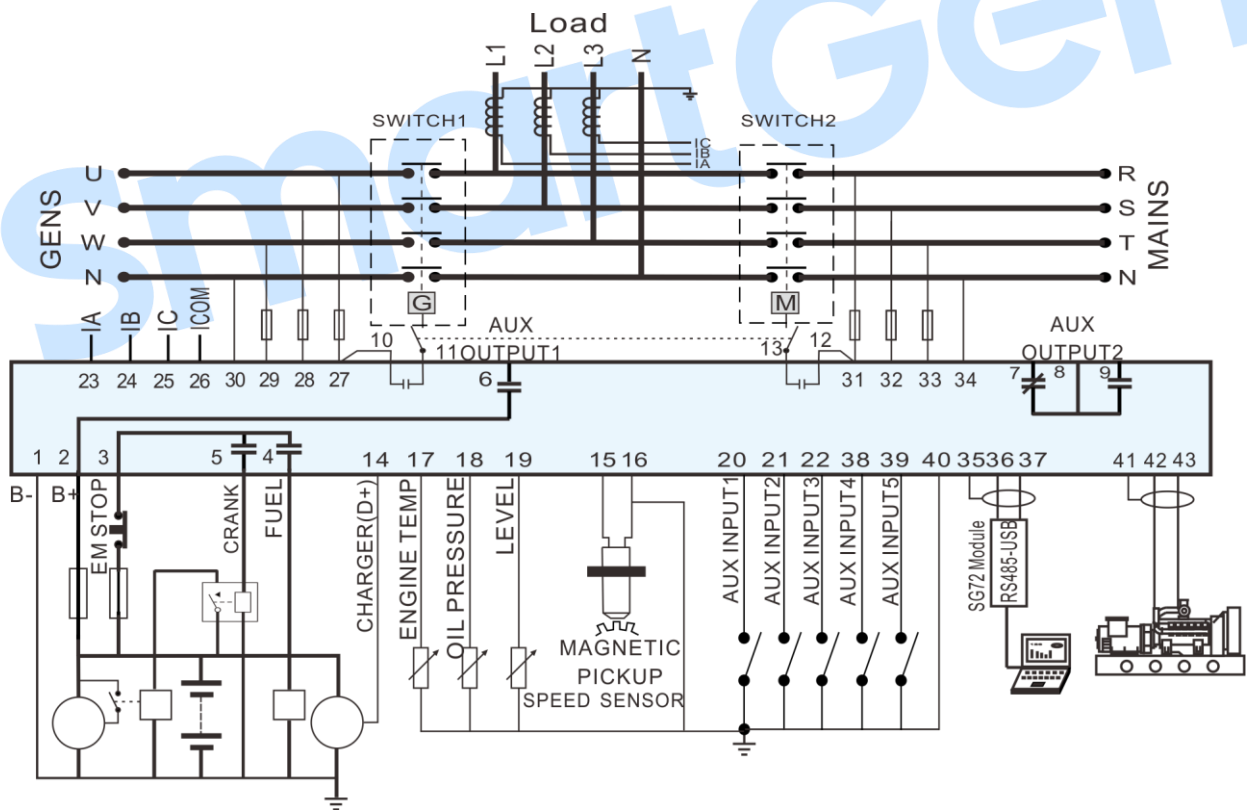 SmartGen
Load
L1
L2
L3
N
SWITCH1
SWITCH2
IC
IB
IA
GENS
U
V
W
N
R
S
T
N
MAINS
G
M
IA
IB
IC
ICOM
10
11
AUX
OUTPUT1
13
12
AUX
OUTPUT2
23
24
25
26
30
29
28
27
6
31
32
33
34
7
8
9
1
2
3
5
4
14
17
18
19
15
16
20
21
22
38
39
40
35
36
37
41
42
43
B-
B+
EM STOP
CRANK
FUEL
CHARGER(D+)
ENGINE TEMP
OIL PRESSURE
LEVEL
MAGNETIC
PICKUP
SPEED SENSOR
AUX INPUT1
AUX INPUT2
AUX INPUT3
AUX INPUT4
AUX INPUT5
SG72 Module
RS485-USB